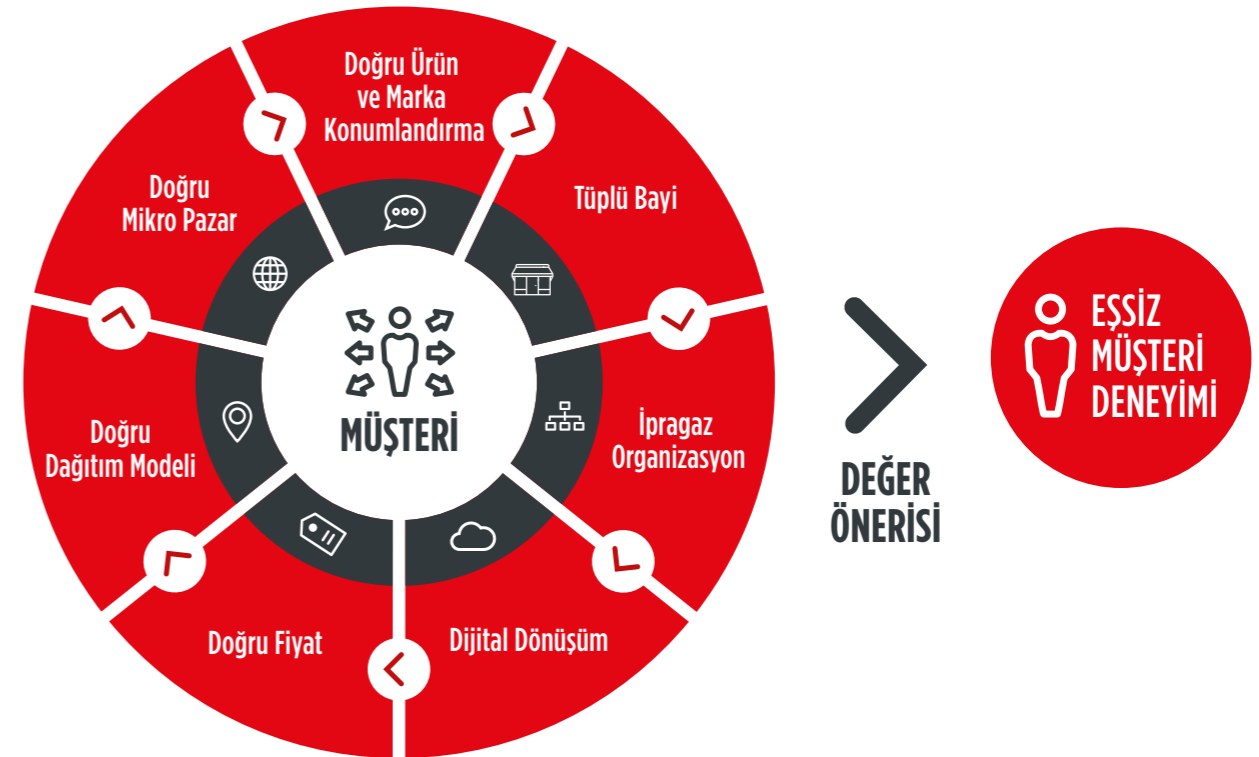 Doğru Ürün
ve Marka
Konumlandırma
Tüplü Bayi
İpragaz
Organizasyon
Dijital Dönüşüm
Doğru Fiyat
Doğru
Dağıtım Modeli
Doğru
Mikro Pazar
MÜŞTERİ
DEĞER
ÖNERİSİ
EŞSİZ
MÜŞTERİ
DENEYİMİ